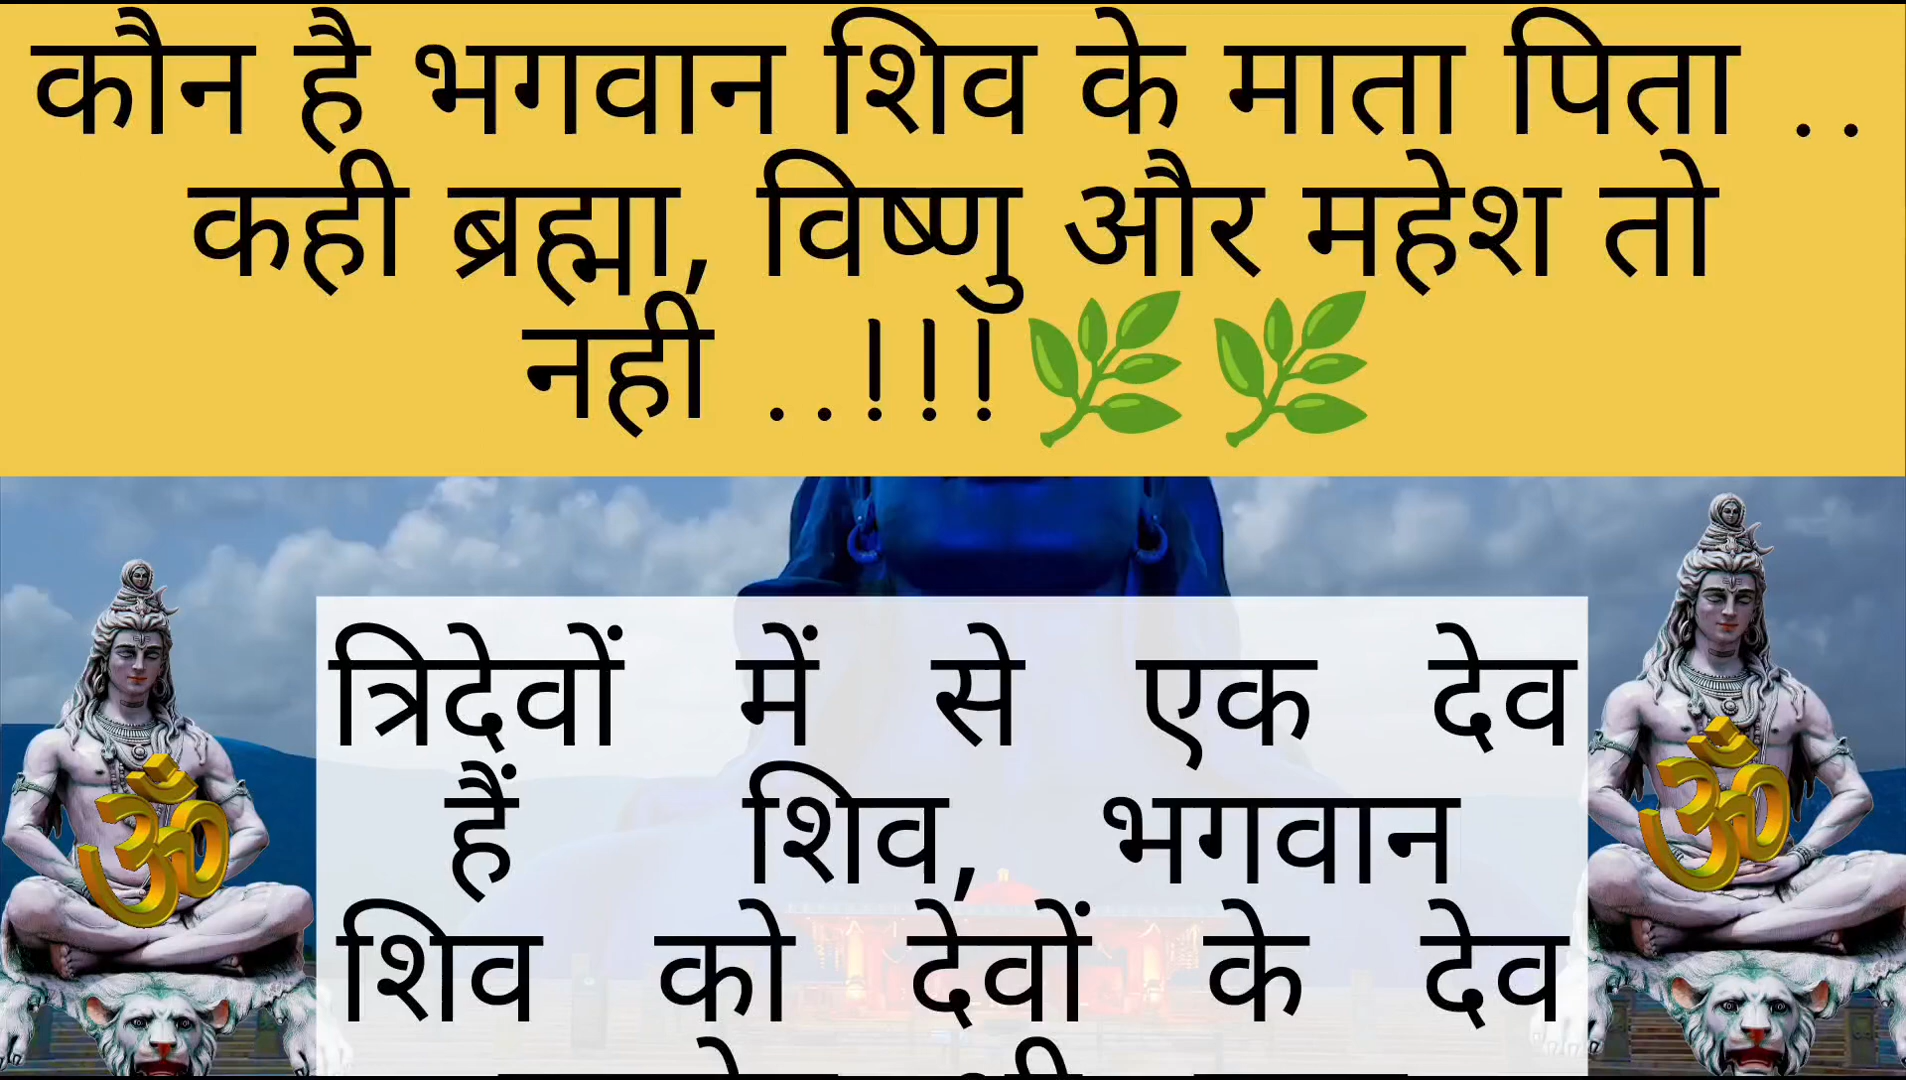 कौन है भगवान शिव के माता पिता ..
कही ब्रह्मा, विष्णु और महेश तो
नही ..!!!🌿🌿
त्रिदेवों में से एक देव
हैं शिव, भगवान
शिव को देवों के देव
ॐ
ॐ